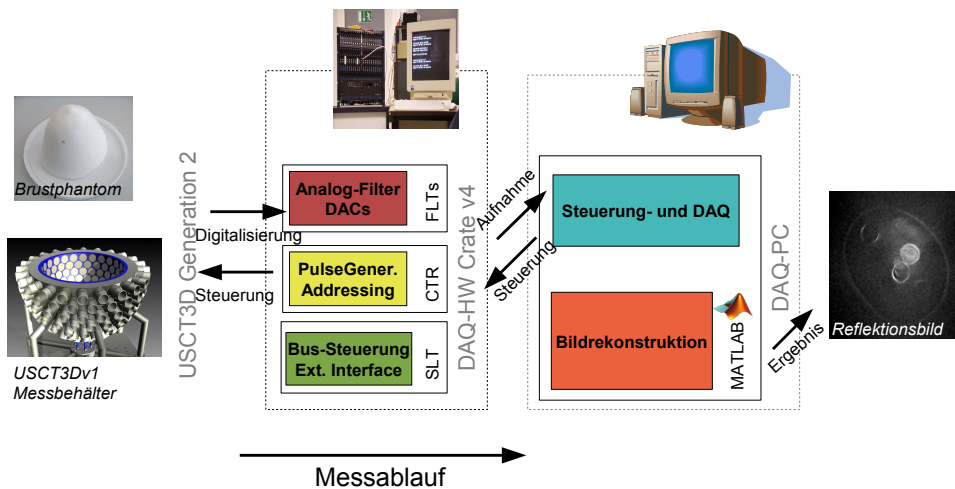 Brustphantom
USCT3Dv1
Messbehälter
USCT3D Generation 2
Digitalisierung
Steuerung
Analog-Filter
DACs
FLTs
PulseGener.
Addressing
CTR
Bus-Steuerung
Ext. Interface
SLT
DAQ-HW Crate v4
Aufnahme
Steuerung
Steuerung- und DAQ
Bildrekonstruktion
MATLAB
DAQ-PC
Ergebnis
Reflektionsbild
Messablauf